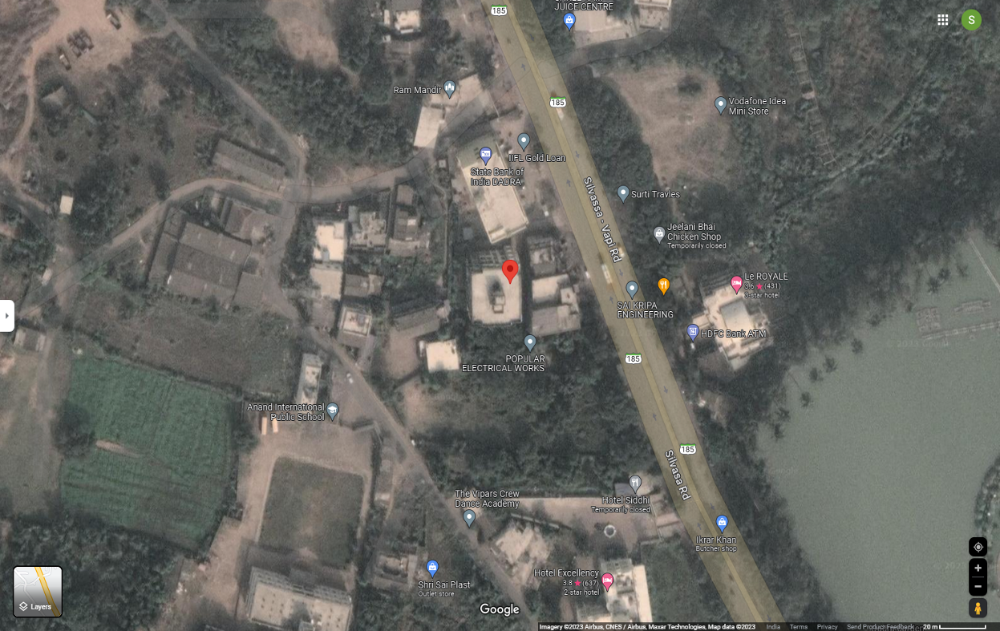 185
JUICE CENTRE
S
185
Ram Mandir
Vodafone Idea
Mini Store
IIFL Gold Loan
State Bank of
India DADRA
Silvassa - Vapi Rd
Surti Travles
Jeelani Bhai
Chicken Shop
Temporarily closed
Le ROYALE
3.6 ★ (431)
3-star hotel
SAI KRIPA
ENGINEERING
HDFC Bank ATM
POPULAR
ELECTRICAL WORKS
185
Anand International
Public School
185
Silvasa Rd
The Vipars Crew
Dance Academy
Hotel Siddhi
Temporarily closed
Ikrar Khan
Butcher shop
Shri Sai Plast
Outlet store
Hotel Excellency
3.8 ★ (637)
2-star hotel
Layers
Google
Imagery ©2023 Airbus, CNES / Airbus, Maxar Technologies, Map data ©2023 India Terms Privacy Send Product Feedback 20 m